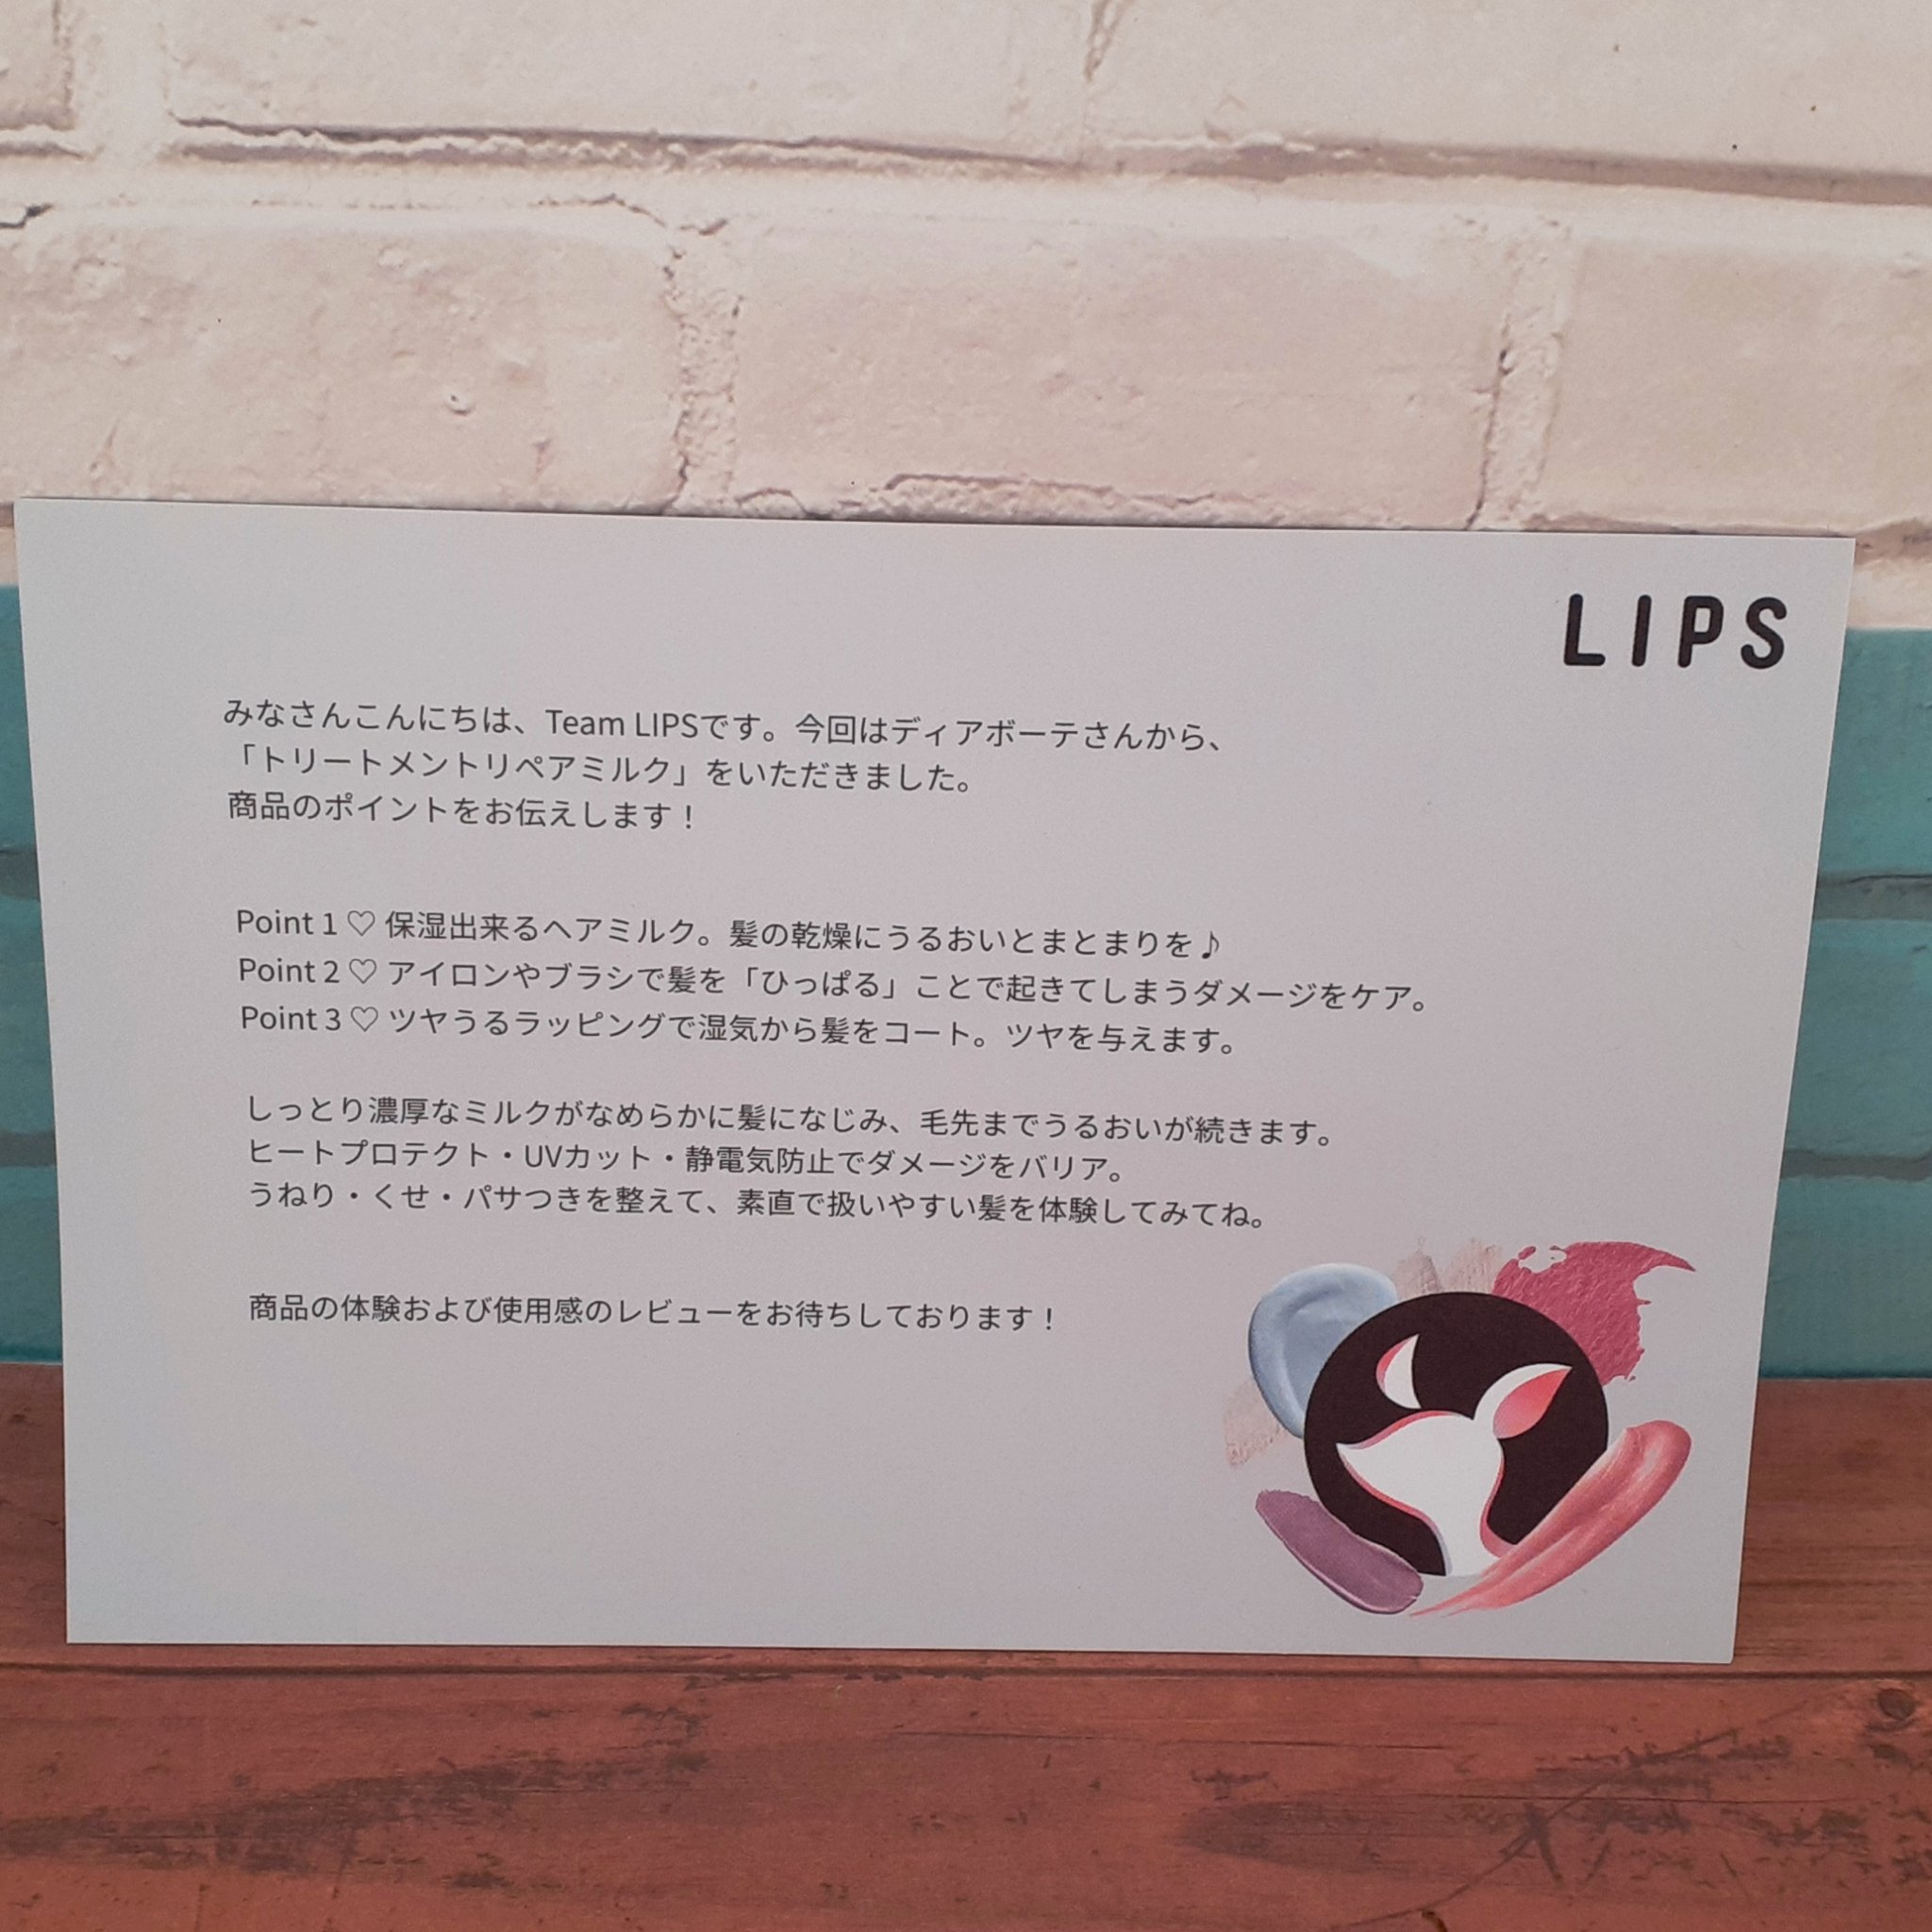 LIPS
みなさんこんにちは、Team LIPSです。今回はディアボーテさんから、
「トリートメントリペアミルク」をいただきました。
商品のポイントをお伝えします！
Point 1 ♡ 保湿出来るヘアミルク。髪の乾燥にうるおいとまとまりを♪
Point 2 ♡ アイロンやブラシで髪を「ひっぱる」ことで起きてしまうダメージをケア。
Point 3 ♡ ツヤうるラッピングで湿気から髪をコート。ツヤを与えます。
しっとり濃厚なミルクがなめらかに髪になじみ、毛先までうるおいが続きます。
ヒートプロテクト・UVカット・静電気防止でダメージをバリア。
うねり・くせ・パサつきを整えて、素直で扱いやすい髪を体験してみてね。
商品の体験および使用感のレビューをお待ちしております！